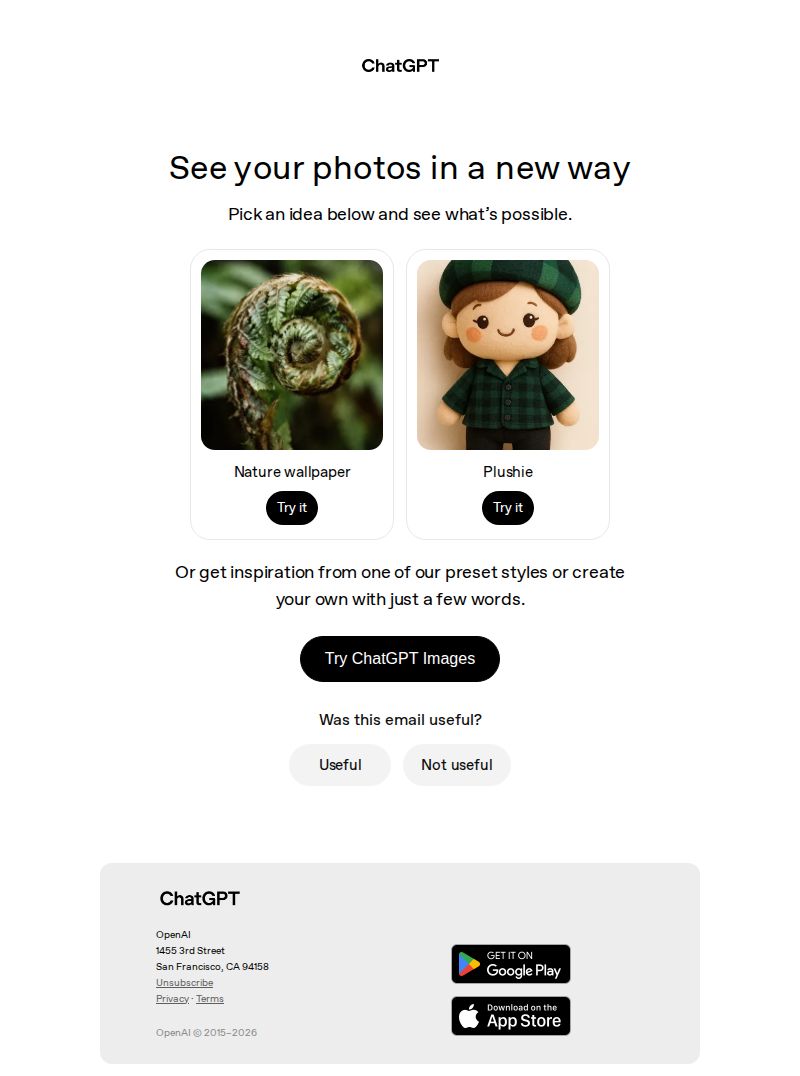 ChatGPT
See your photos in a new way
Pick an idea below and see what’s possible.
Nature wallpaper
Try it
Plushie
Try it
Or get inspiration from one of our preset styles or create
your own with just a few words.
Try ChatGPT Images
Was this email useful?
Useful
Not useful
ChatGPT
OpenAI
1455 3rd Street
San Francisco, CA 94158
Unsubscribe
Privacy · Terms
OpenAI © 2015–2026
GET IT ON
Google Play
Download on the
App Store